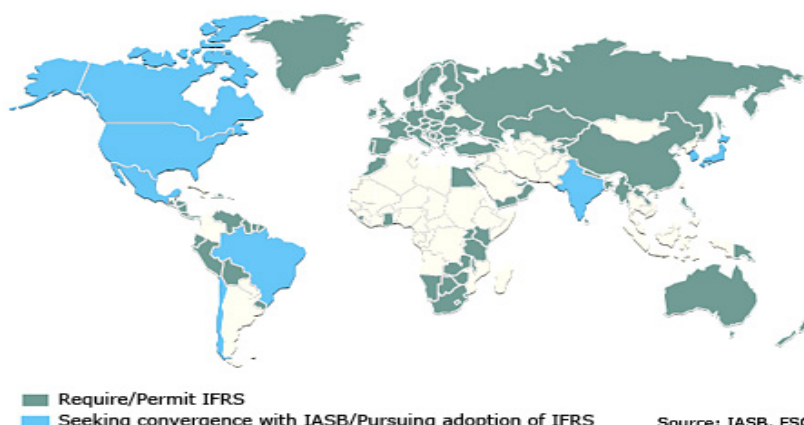 Require/Permit IFRS
Seeking convergence with IASB/Pursuing adoption of IFRS
Source: IASB,